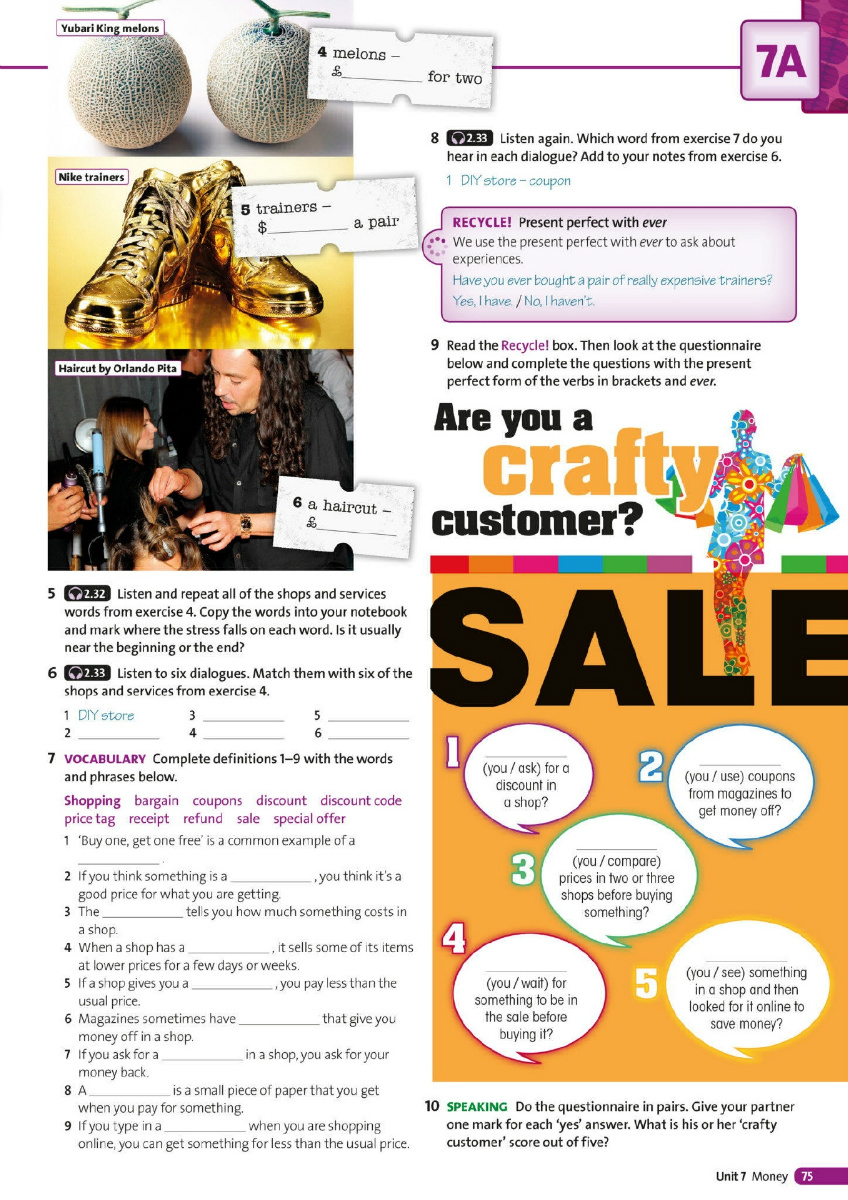 Yubari King melons
4 melons –
£__________ for two
7A
Nike trainers
5 trainers –
$__________ a pair
Haircut by Orlando Pita
6 a haircut –
£__________
5 2.32 Listen and repeat all of the shops and services
words from exercise 4. Copy the words into your notebook
and mark where the stress falls on each word. Is it usually
near the beginning or the end?
6 2.33 Listen to six dialogues. Match them with six of the
shops and services from exercise 4.
1 DIY store 3 __________ 5 __________
2 __________ 4 __________ 6 __________
7 VOCABULARY Complete definitions 1–9 with the words
and phrases below.
Shopping bargain coupons discount discount code
price tag receipt refund sale special offer
1 ‘Buy one, get one free’ is a common example of a
__________ .
2 If you think something is a __________ , you think it’s a
good price for what you are getting.
3 The __________ tells you how much something costs in
a shop.
4 When a shop has a __________ , it sells some of its items
at lower prices for a few days or weeks.
5 If a shop gives you a __________ , you pay less than the
usual price.
6 Magazines sometimes have __________ that give you
money off in a shop.
7 If you ask for a __________ in a shop, you ask for your
money back.
8 A __________ is a small piece of paper that you get
when you pay for something.
9 If you type in a __________ when you are shopping
online, you can get something for less than the usual price.
8 2.33 Listen again. Which word from exercise 7 do you
hear in each dialogue? Add to your notes from exercise 6.
1 DIY store – coupon
RECYCLE! Present perfect with ever
We use the present perfect with ever to ask about
experiences.
Have you ever bought a pair of really expensive trainers?
Yes, I have. / No, I haven’t.
9 Read the Recycle! box. Then look at the questionnaire
below and complete the questions with the present
perfect form of the verbs in brackets and ever.
Are you a
crafty
customer?
SALE
1
__________
(you / ask) for a
discount in
a shop?
2
__________
(you / use) coupons
from magazines to
get money off?
3
__________
(you / compare)
prices in two or three
shops before buying
something?
4
__________
(you / wait) for
something to be in
the sale before
buying it?
5
__________
(you / see) something
in a shop and then
looked for it online to
save money?
10 SPEAKING Do the questionnaire in pairs. Give your partner
one mark for each ‘yes’ answer. What is his or her ‘crafty
customer’ score out of five?
Unit 7 Money 75